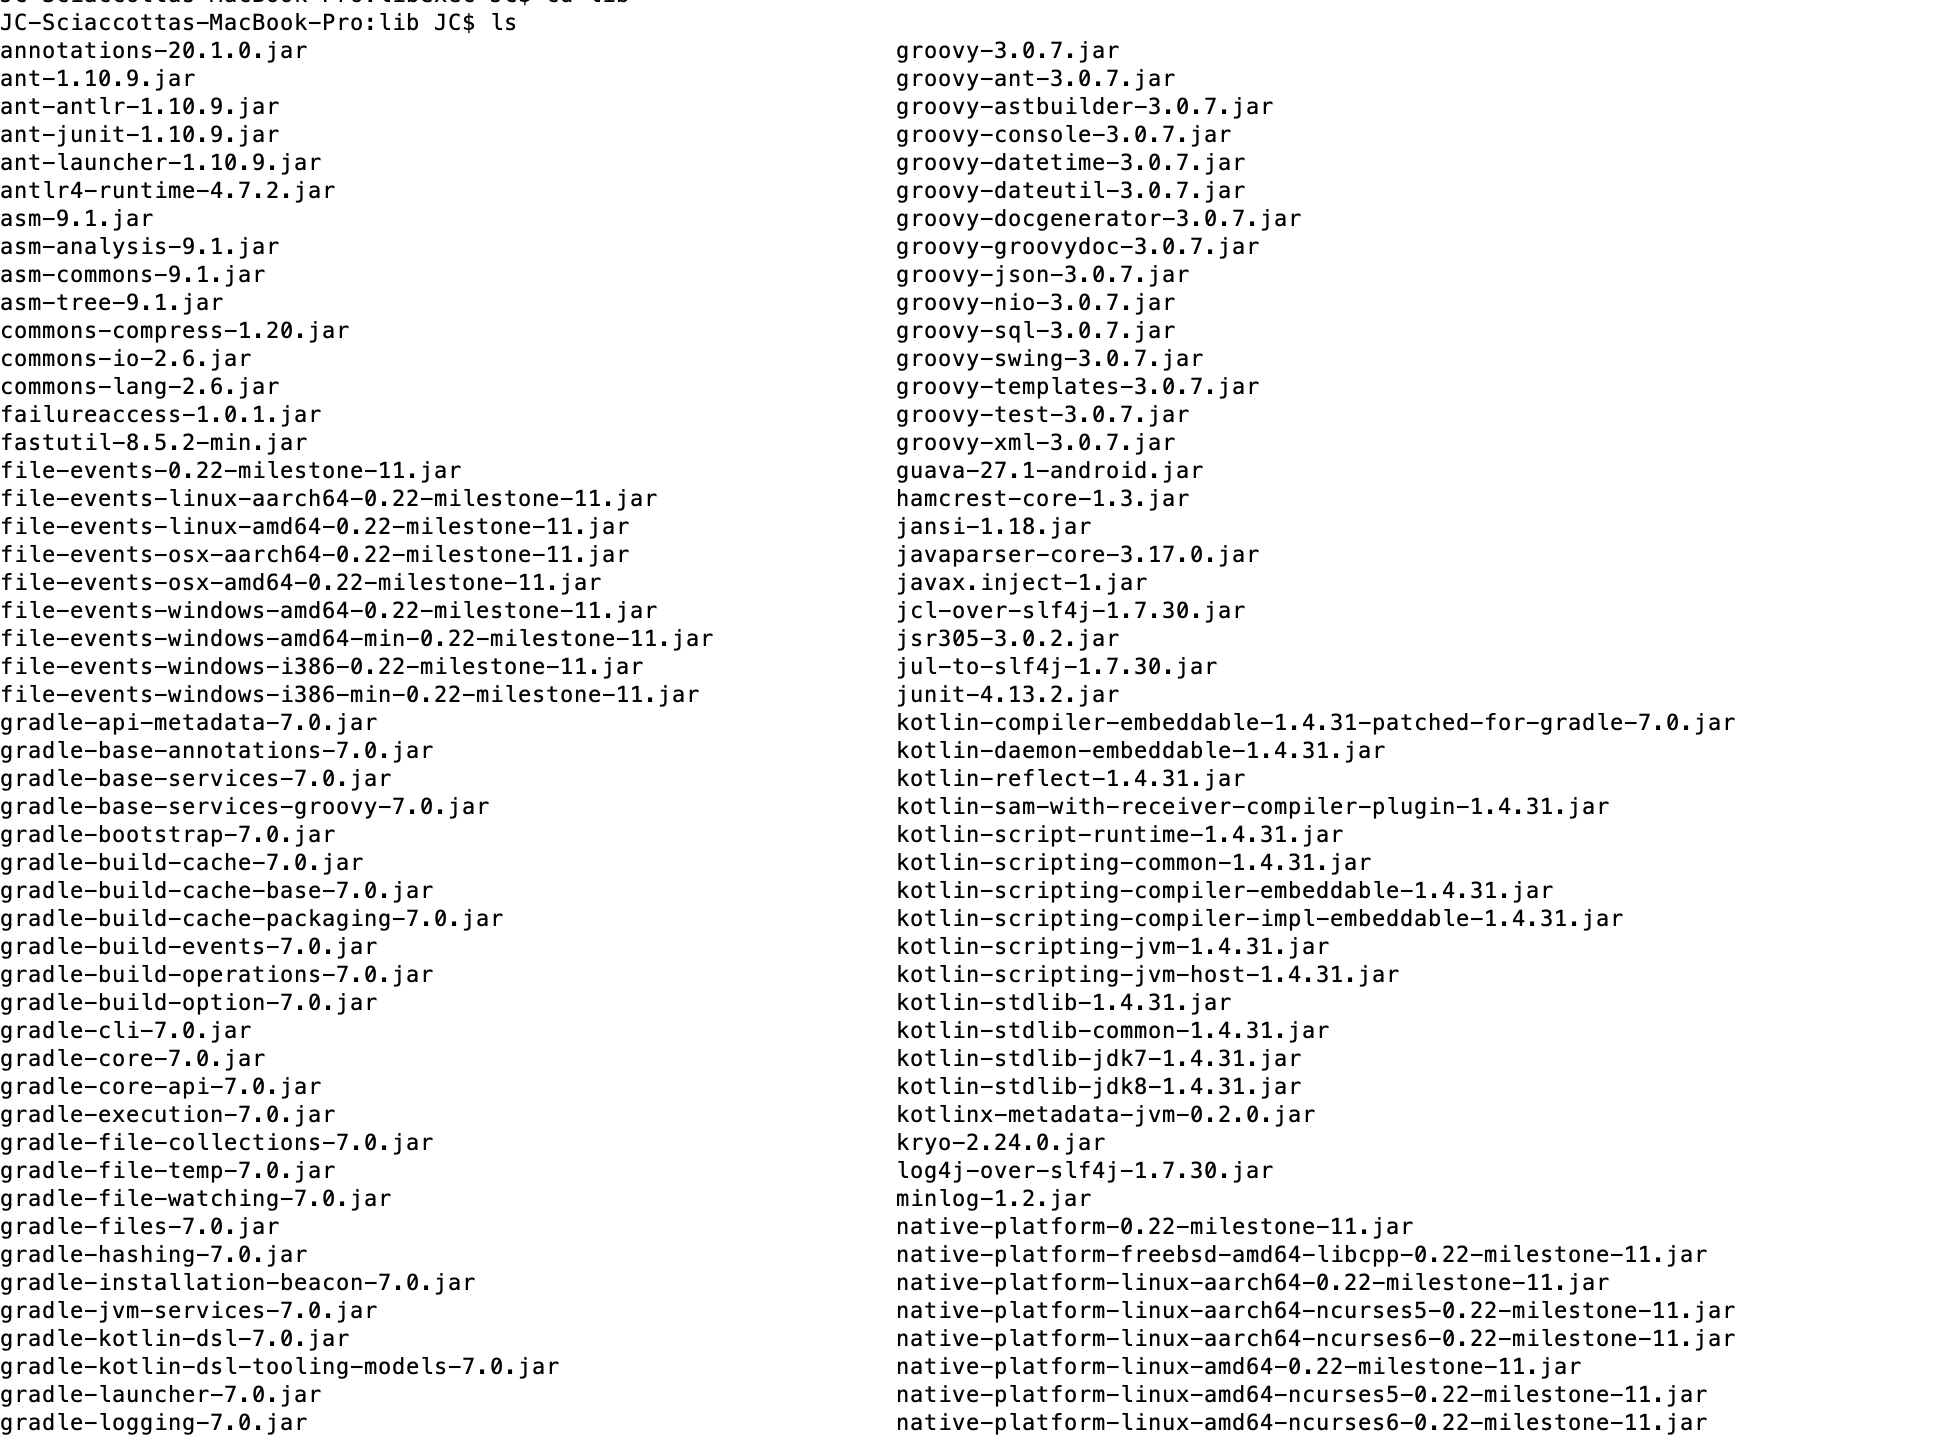 JC-Sciaccottas-MacBook-Pro:libexec JC$ cd lib
JC-Sciaccottas-MacBook-Pro:lib JC$ ls
annotations-20.1.0.jar
ant-1.10.9.jar
ant-antlr-1.10.9.jar
ant-junit-1.10.9.jar
ant-launcher-1.10.9.jar
antlr4-runtime-4.7.2.jar
asm-9.1.jar
asm-analysis-9.1.jar
asm-commons-9.1.jar
asm-tree-9.1.jar
commons-compress-1.20.jar
commons-io-2.6.jar
commons-lang-2.6.jar
failureaccess-1.0.1.jar
fastutil-8.5.2-min.jar
file-events-0.22-milestone-11.jar
file-events-linux-aarch64-0.22-milestone-11.jar
file-events-linux-amd64-0.22-milestone-11.jar
file-events-osx-aarch64-0.22-milestone-11.jar
file-events-osx-amd64-0.22-milestone-11.jar
file-events-windows-amd64-0.22-milestone-11.jar
file-events-windows-amd64-min-0.22-milestone-11.jar
file-events-windows-i386-0.22-milestone-11.jar
file-events-windows-i386-min-0.22-milestone-11.jar
gradle-api-metadata-7.0.jar
gradle-base-annotations-7.0.jar
gradle-base-services-7.0.jar
gradle-base-services-groovy-7.0.jar
gradle-bootstrap-7.0.jar
gradle-build-cache-7.0.jar
gradle-build-cache-base-7.0.jar
gradle-build-cache-packaging-7.0.jar
gradle-build-events-7.0.jar
gradle-build-operations-7.0.jar
gradle-build-option-7.0.jar
gradle-cli-7.0.jar
gradle-core-7.0.jar
gradle-core-api-7.0.jar
gradle-execution-7.0.jar
gradle-file-collections-7.0.jar
gradle-file-temp-7.0.jar
gradle-file-watching-7.0.jar
gradle-files-7.0.jar
gradle-hashing-7.0.jar
gradle-installation-beacon-7.0.jar
gradle-jvm-services-7.0.jar
gradle-kotlin-dsl-7.0.jar
gradle-kotlin-dsl-tooling-models-7.0.jar
gradle-launcher-7.0.jar
gradle-logging-7.0.jar
groovy-3.0.7.jar
groovy-ant-3.0.7.jar
groovy-astbuilder-3.0.7.jar
groovy-console-3.0.7.jar
groovy-datetime-3.0.7.jar
groovy-dateutil-3.0.7.jar
groovy-docgenerator-3.0.7.jar
groovy-groovydoc-3.0.7.jar
groovy-json-3.0.7.jar
groovy-nio-3.0.7.jar
groovy-sql-3.0.7.jar
groovy-swing-3.0.7.jar
groovy-templates-3.0.7.jar
groovy-test-3.0.7.jar
groovy-xml-3.0.7.jar
guava-27.1-android.jar
hamcrest-core-1.3.jar
jansi-1.18.jar
javaparser-core-3.17.0.jar
javax.inject-1.jar
jcl-over-slf4j-1.7.30.jar
jsr305-3.0.2.jar
jul-to-slf4j-1.7.30.jar
junit-4.13.2.jar
kotlin-compiler-embeddable-1.4.31-patched-for-gradle-7.0.jar
kotlin-daemon-embeddable-1.4.31.jar
kotlin-reflect-1.4.31.jar
kotlin-sam-with-receiver-compiler-plugin-1.4.31.jar
kotlin-script-runtime-1.4.31.jar
kotlin-scripting-common-1.4.31.jar
kotlin-scripting-compiler-embeddable-1.4.31.jar
kotlin-scripting-compiler-impl-embeddable-1.4.31.jar
kotlin-scripting-jvm-1.4.31.jar
kotlin-scripting-jvm-host-1.4.31.jar
kotlin-stdlib-1.4.31.jar
kotlin-stdlib-common-1.4.31.jar
kotlin-stdlib-jdk7-1.4.31.jar
kotlin-stdlib-jdk8-1.4.31.jar
kotlinx-metadata-jvm-0.2.0.jar
kryo-2.24.0.jar
log4j-over-slf4j-1.7.30.jar
minlog-1.2.jar
native-platform-0.22-milestone-11.jar
native-platform-freebsd-amd64-libcpp-0.22-milestone-11.jar
native-platform-linux-aarch64-0.22-milestone-11.jar
native-platform-linux-aarch64-ncurses5-0.22-milestone-11.jar
native-platform-linux-aarch64-ncurses6-0.22-milestone-11.jar
native-platform-linux-amd64-0.22-milestone-11.jar
native-platform-linux-amd64-ncurses5-0.22-milestone-11.jar
native-platform-linux-amd64-ncurses6-0.22-milestone-11.jar